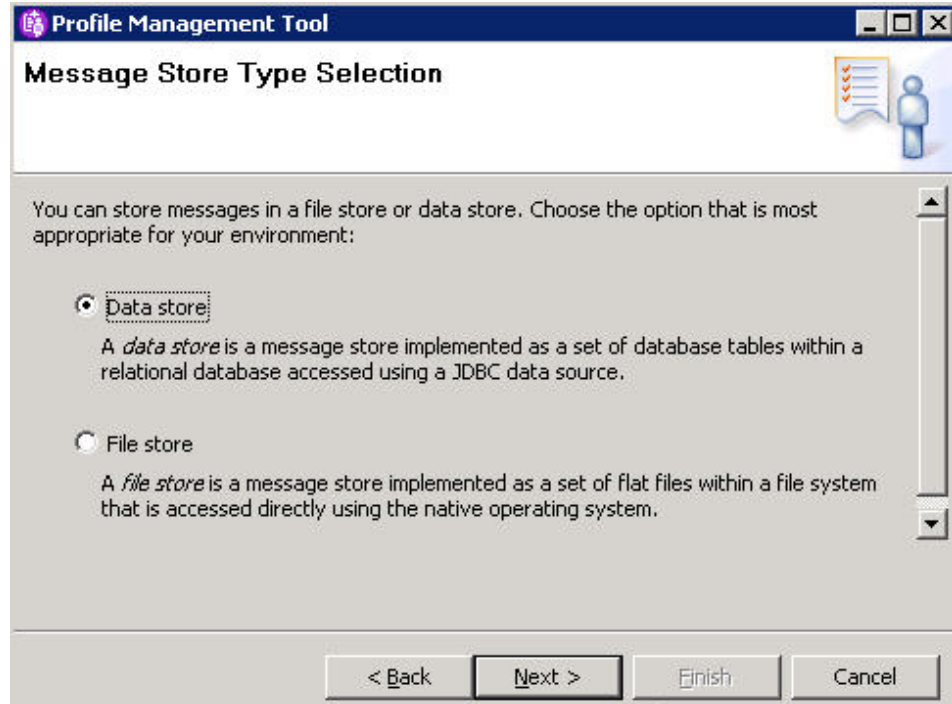 Profile Management Tool
Message Store Type Selection
You can store messages in a file store or data store. Choose the option that is most
appropriate for your environment:
Data store
A data store is a message store implemented as a set of database tables within a
relational database accessed using a JDBC data source.
File store
A file store is a message store implemented as a set of flat files within a file system
that is accessed directly using the native operating system.
< Back
Next >
Finish
Cancel